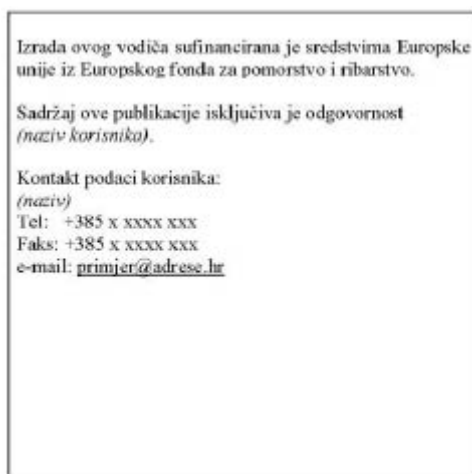 Izrada ovog vodiča sufinancirana je sredstvima Europske
unije iz Europskog fonda za pomorstvo i ribarstvo.
Sadržaj ove publikacije isključiva je odgovornost
(naziv korisnika).
Kontakt podaci korisnika:
(naziv)
Tel: +385 x xxxx xxx
Faks: +385 x xxxx xxx
e-mail: primjer@adrese.hr